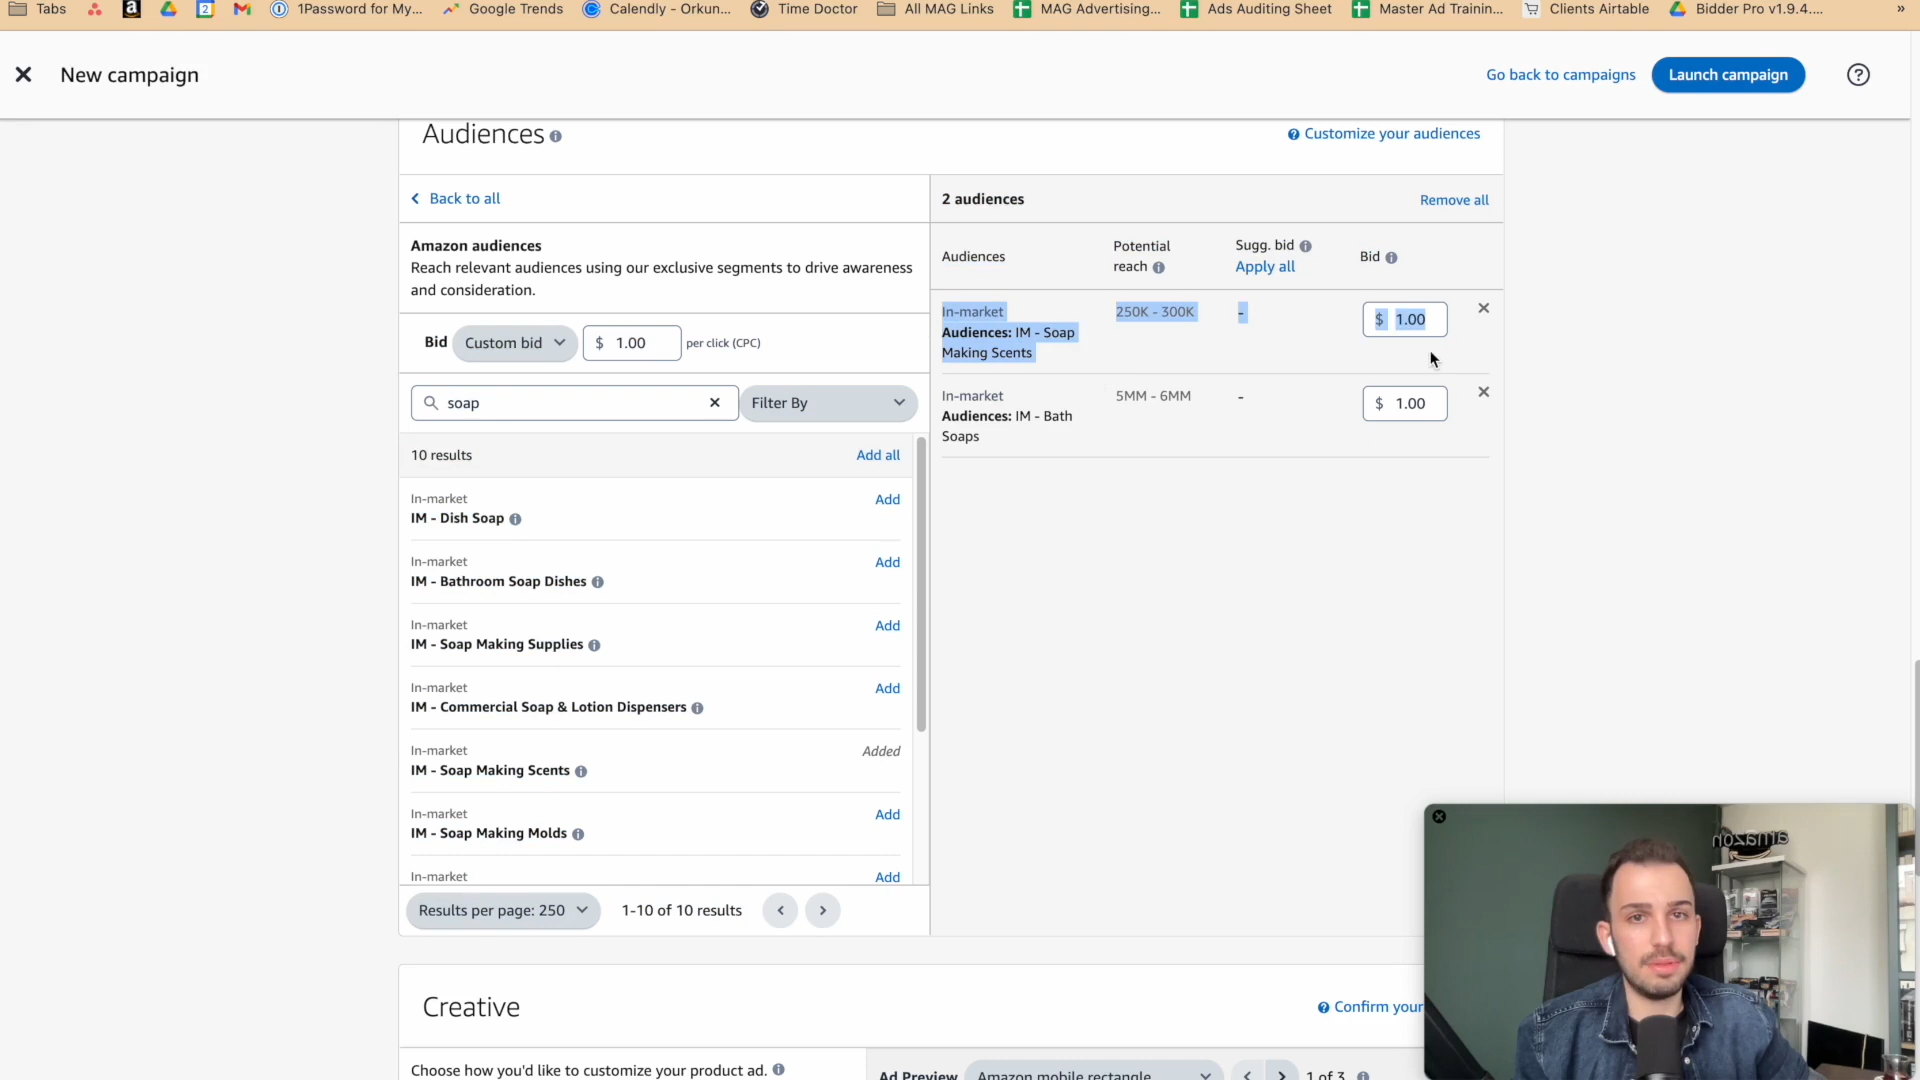 Tabs
1Password for My...
Google Trends
Calendly - Orkun...
Time Doctor
All MAG Links
MAG Advertising...
Ads Auditing Sheet
Master Ad Trainin...
Clients Airtable
Bidder Pro v1.9.4....
»
New campaign
Go back to campaigns
Launch campaign
Audiences
Customize your audiences
Back to all
Amazon audiences
Reach relevant audiences using our exclusive segments to drive awareness
and consideration.
Bid
Custom bid
$ 1.00
per click (CPC)
soap
Filter By
10 results
Add all
In-market
IM - Dish Soap
Add
In-market
IM - Bathroom Soap Dishes
Add
In-market
IM - Soap Making Supplies
Add
In-market
IM - Commercial Soap & Lotion Dispensers
Add
In-market
IM - Soap Making Scents
Added
In-market
IM - Soap Making Molds
Add
In-market
Add
Results per page: 250
1-10 of 10 results
2 audiences
Remove all
Audiences
Potential
reach
Sugg. bid
Apply all
Bid
In-market
Audiences: IM - Soap
Making Scents
250K - 300K
-
$ 1.00
In-market
Audiences: IM - Bath
Soaps
5MM - 6MM
-
$ 1.00
Creative
Confirm your
Choose how you'd like to customize your product ad.
Ad Preview
Amazon mobile rectangle
1 of 3
amazon